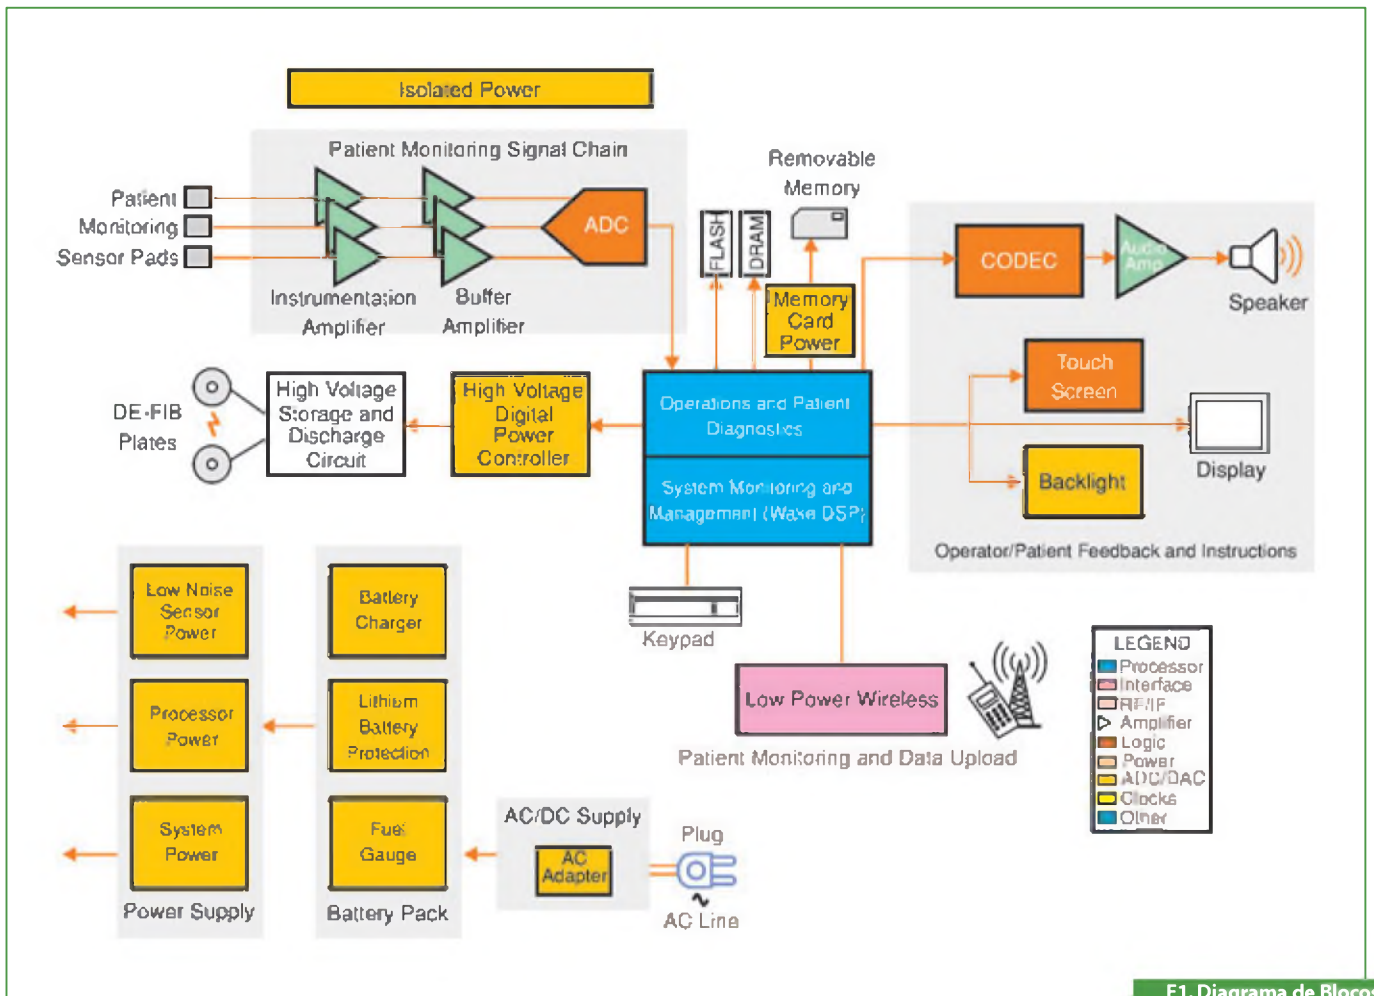 Isolated Power
Patient Monitoring Signal Chain
Patient
Monitoring
Sensor Pads
ADC
Instrumentation
Amplifier
Buffer
Amplifier
FLASH
DRAM
Removable
Memory
Memory
Card
Power
CODEC
Audio
Amp
Speaker
Touch
Screen
Display
Backlight
Operator/Patient Feedback and Instructions
DE-FIB
Plates
High Voltage
Storage and
Discharge
Circuit
High Voltage
Digital
Power
Controller
Operations and Patient
Diagnostics
System Monitoring and
Management (Wake DSP)
Keypad
Low Power Wireless
Patient Monitoring and Data Upload
Low Noise
Sensor
Power
Processor
Power
System
Power
Power Supply
Battery
Charger
Lithium
Battery
Protection
Fuel
Gauge
Battery Pack
AC/DC Supply
AC
Adapter
Plug
AC Line
LEGEND
Processor
Interface
RF/IF
Amplifier
Logic
Power
ADC/DAC
Clocks
Other
F1. Diagrama de Blocos